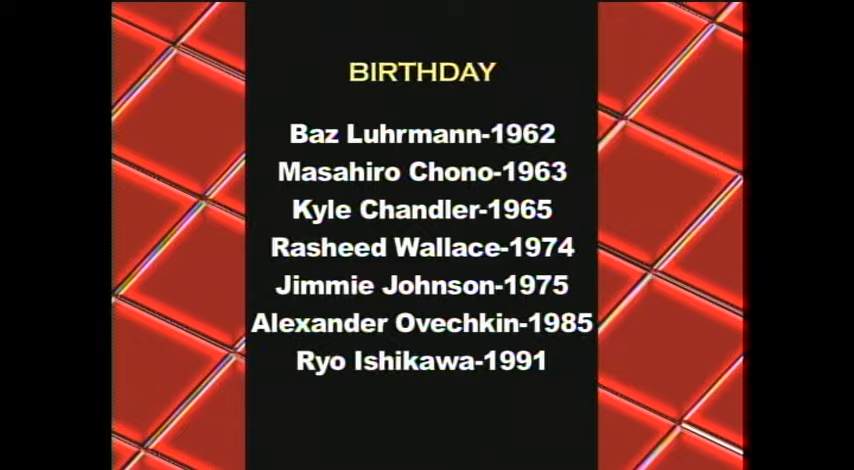 BIRTHDAY
Baz Luhrmann-1962
Masahiro Chono-1963
Kyle Chandler-1965
Rasheed Wallace-1974
Jimmie Johnson-1975
Alexander Ovechkin-1985
Ryo Ishikawa-1991